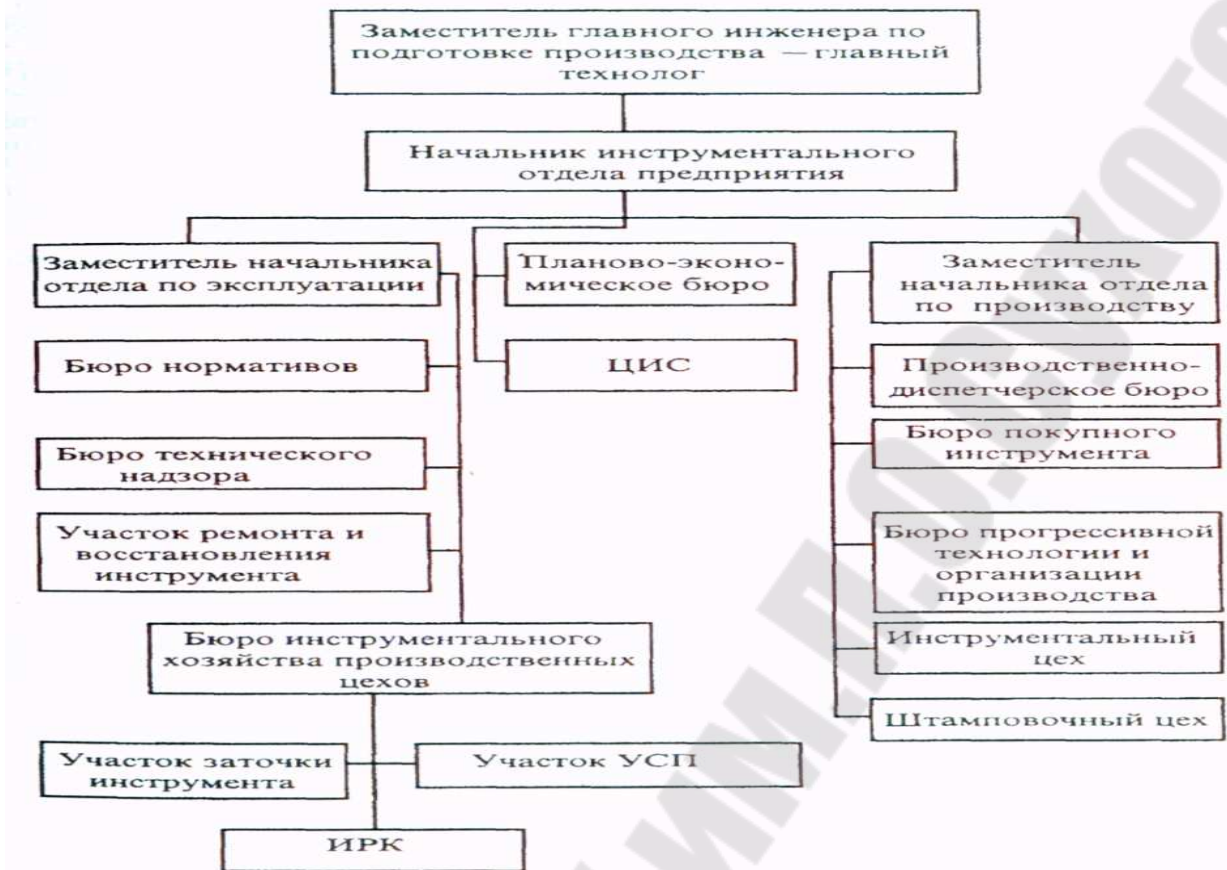 Заместитель главного инженера по
подготовке производства — главный
технолог
Начальник инструментального
отдела предприятия
Заместитель начальника
отдела по эксплуатации
Планово-эконо-
мическое бюро
Заместитель
начальника отдела
по производству
Бюро нормативов
ЦИС
Производственно-
диспетчерское бюро
Бюро покупного
инструмента
Бюро технического
надзора
Участок ремонта и
восстановления
инструмента
Бюро прогрессивной
технологии и
организации
производства
Бюро инструментального
хозяйства производственных
цехов
Инструментальный
цех
Штамповочный цех
Участок заточки
инструмента
Участок УСП
ИРК
им.П.О.Сухого